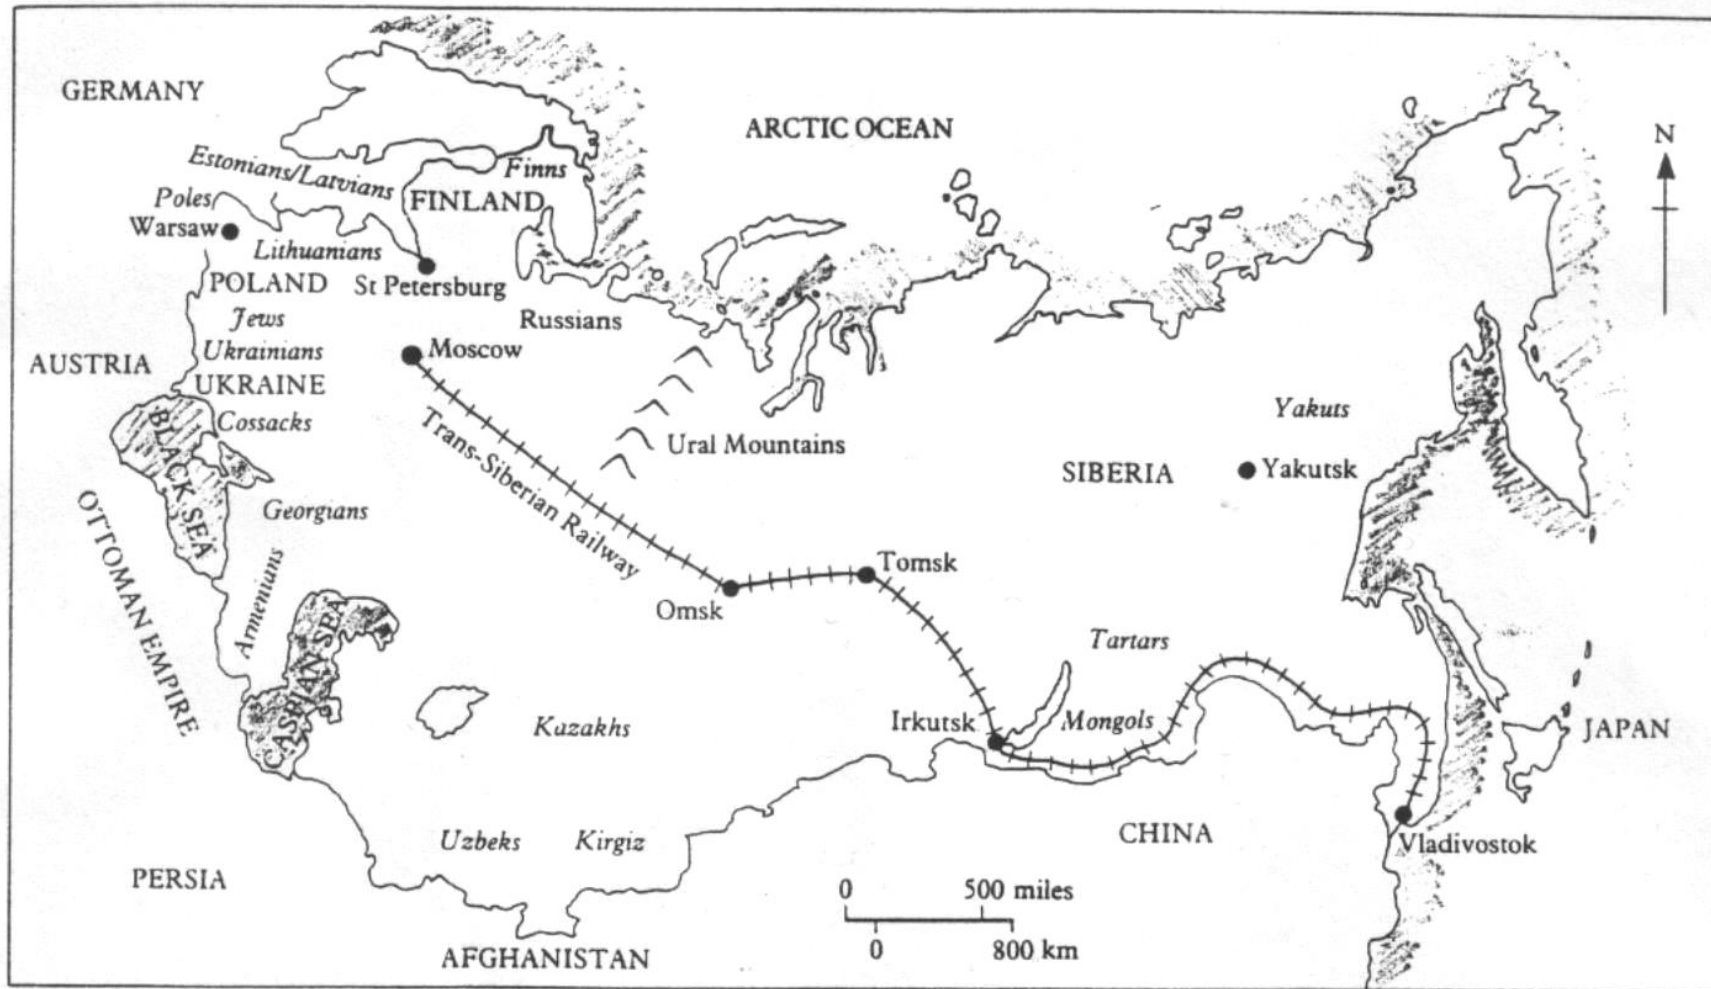 GERMANY
ARCTIC OCEAN
N
Estonians/Latvians
Finns
Poles
FINLAND
Warsaw
Lithuanians
POLAND
St Petersburg
Jews
Russians
Ukrainians
Moscow
AUSTRIA
UKRAINE
Cossacks
Yakuts
BLACK SEA
Trans-Siberian Railway
Ural Mountains
SIBERIA
Yakutsk
Georgians
OTTOMAN EMPIRE
Armenians
Tomsk
Omsk
CASPIAN SEA
Tartars
Kazakhs
Irkutsk
Mongols
JAPAN
Uzbeks
Kirgiz
CHINA
Vladivostok
PERSIA
0 500 miles
0 800 km
AFGHANISTAN